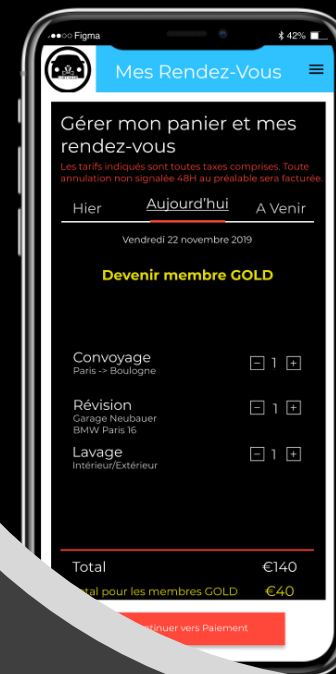 Figma
42%
Mes Rendez-Vous
Gérer mon panier et mes
rendez-vous
Les tarifs indiqués sont toutes taxes comprises. Toute
annulation non signalée 48H au préalable sera facturée.
Hier Aujourd'hui A Venir
Vendredi 22 novembre 2019
Devenir membre GOLD
Convoyage
Paris -> Boulogne
- 1 +
Révision
Garage Neubauer
BMW Paris 16
- 1 +
Lavage
Intérieur/Extérieur
- 1 +
Total €140
pour les membres GOLD €40
vers Paiement